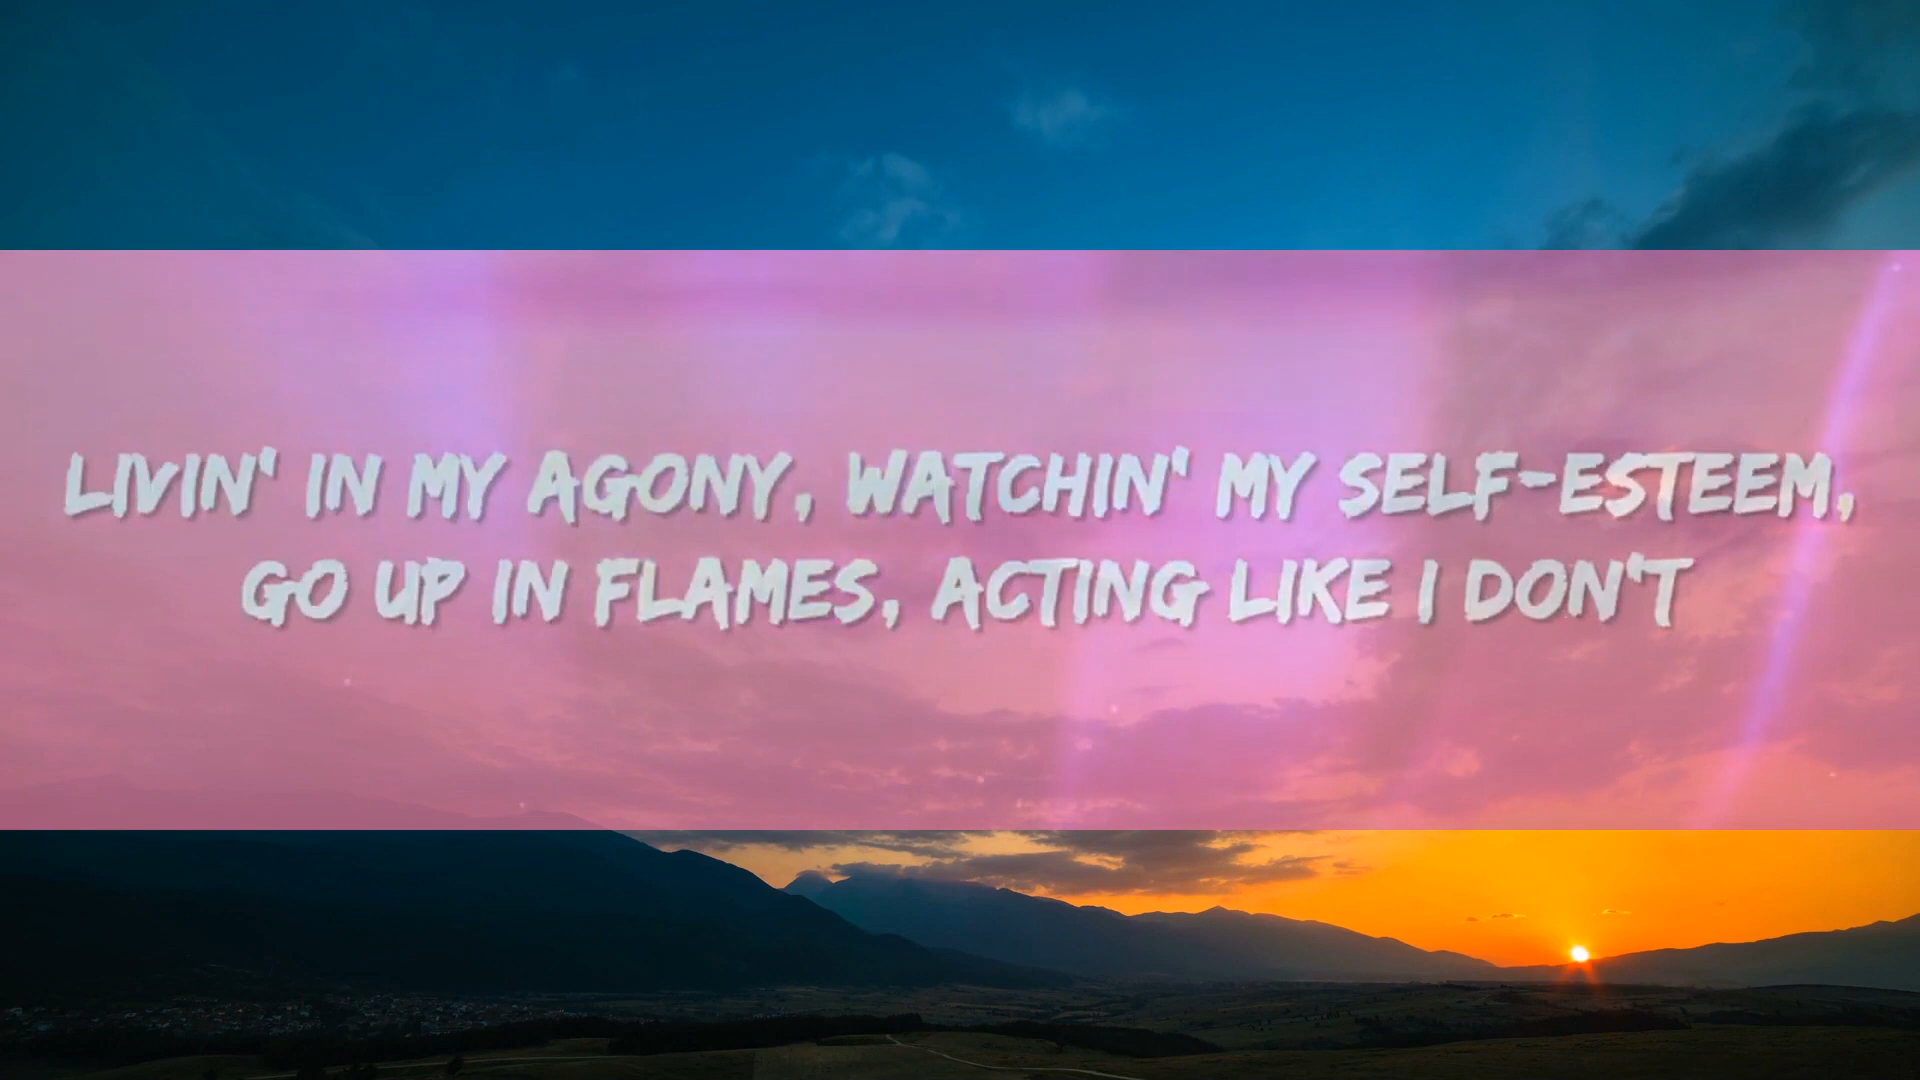 LIVIN' IN MY AGONY, WATCHIN' MY SELF-ESTEEM,
GO UP IN FLAMES, ACTING LIKE I DON'T